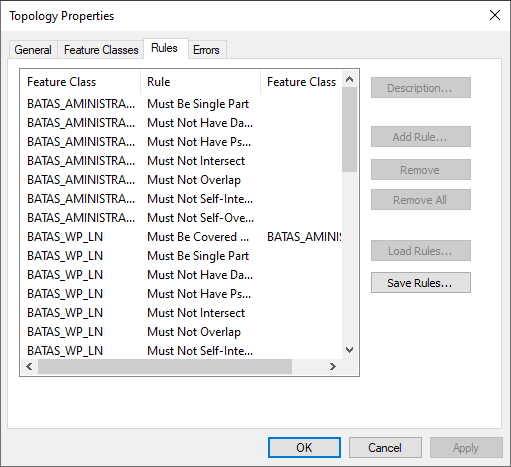 Topology Properties
General Feature Classes Rules Errors
Feature Class Rule Feature Class
BATAS_AMINISTRA... Must Be Single Part
BATAS_AMINISTRA... Must Not Have Da...
BATAS_AMINISTRA... Must Not Have Ps...
BATAS_AMINISTRA... Must Not Intersect
BATAS_AMINISTRA... Must Not Overlap
BATAS_AMINISTRA... Must Not Self-Inte...
BATAS_AMINISTRA... Must Not Self-Ove...
BATAS_WP_LN Must Be Covered ... BATAS_AMINIS
BATAS_WP_LN Must Be Single Part
BATAS_WP_LN Must Not Have Da...
BATAS_WP_LN Must Not Have Ps...
BATAS_WP_LN Must Not Intersect
BATAS_WP_LN Must Not Overlap
BATAS_WP_LN Must Not Self-Inte...
Description...
Add Rule...
Remove
Remove All
Load Rules...
Save Rules...
OK Cancel Apply